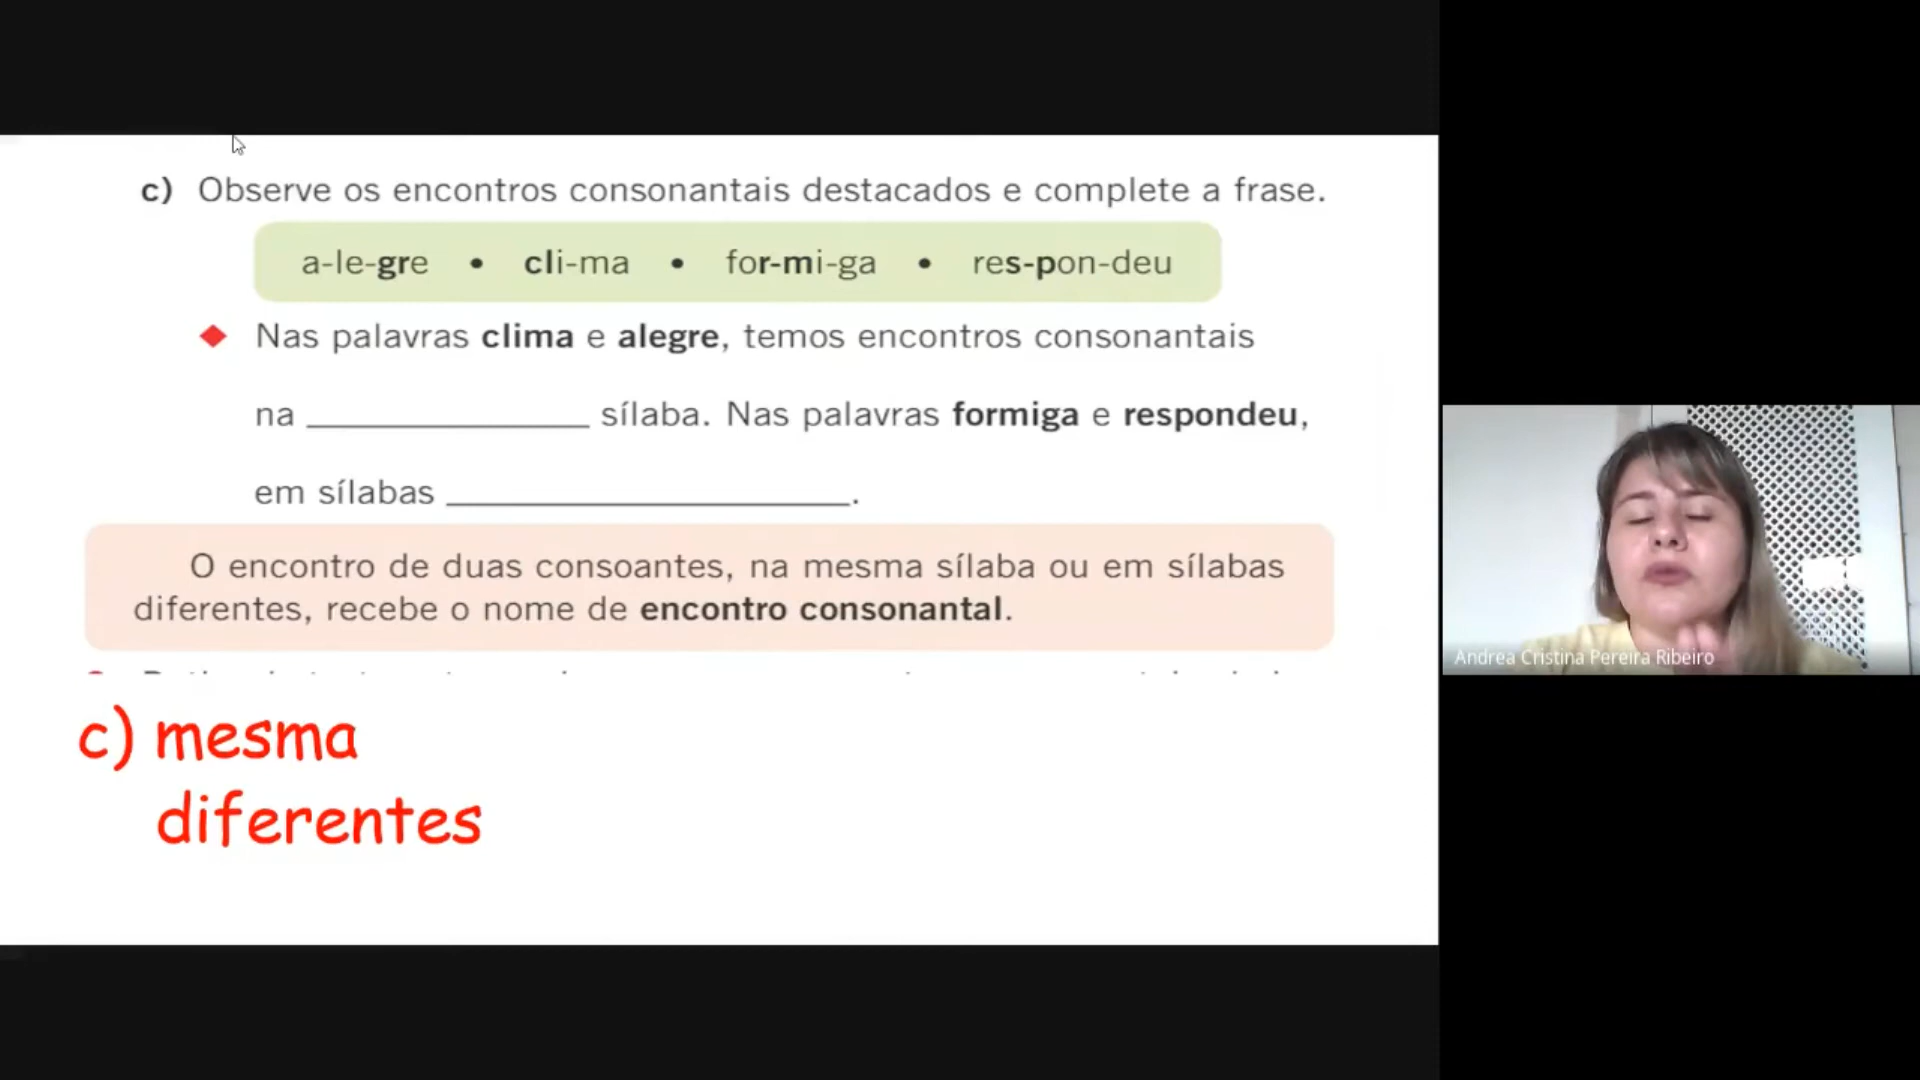 c) Observe os encontros consonantais destacados e complete a frase.
a-le-gre • cli-ma • for-mi-ga • res-pon-deu
Nas palavras clima e alegre, temos encontros consonantais
na ______________ sílaba. Nas palavras formiga e respondeu,
em sílabas ____________________.
O encontro de duas consoantes, na mesma sílaba ou em sílabas
diferentes, recebe o nome de encontro consonantal.
c) mesma
diferentes
Andrea Cristina Pereira Ribeiro